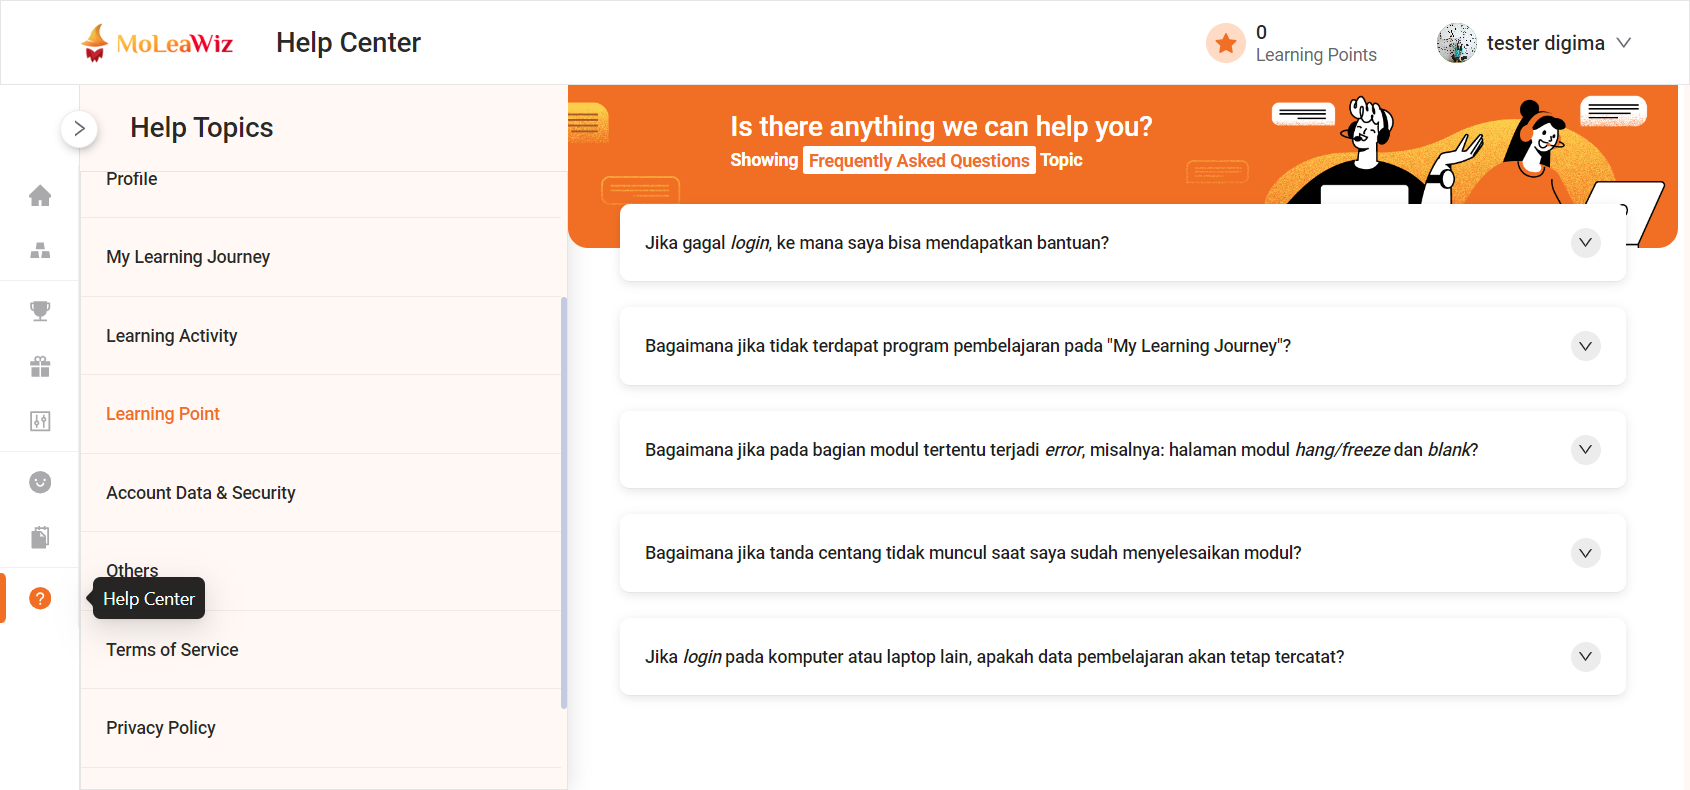 MoLeaWiz
Help Center
0
Learning Points
tester digima
Help Topics
Profile
My Learning Journey
Learning Activity
Learning Point
Account Data & Security
Others
Help Center
Terms of Service
Privacy Policy
Is there anything we can help you?
Showing Frequently Asked Questions Topic
Jika gagal login, ke mana saya bisa mendapatkan bantuan?
Bagaimana jika tidak terdapat program pembelajaran pada "My Learning Journey"?
Bagaimana jika pada bagian modul tertentu terjadi error, misalnya: halaman modul hang/freeze dan blank?
Bagaimana jika tanda centang tidak muncul saat saya sudah menyelesaikan modul?
Jika login pada komputer atau laptop lain, apakah data pembelajaran akan tetap tercatat?